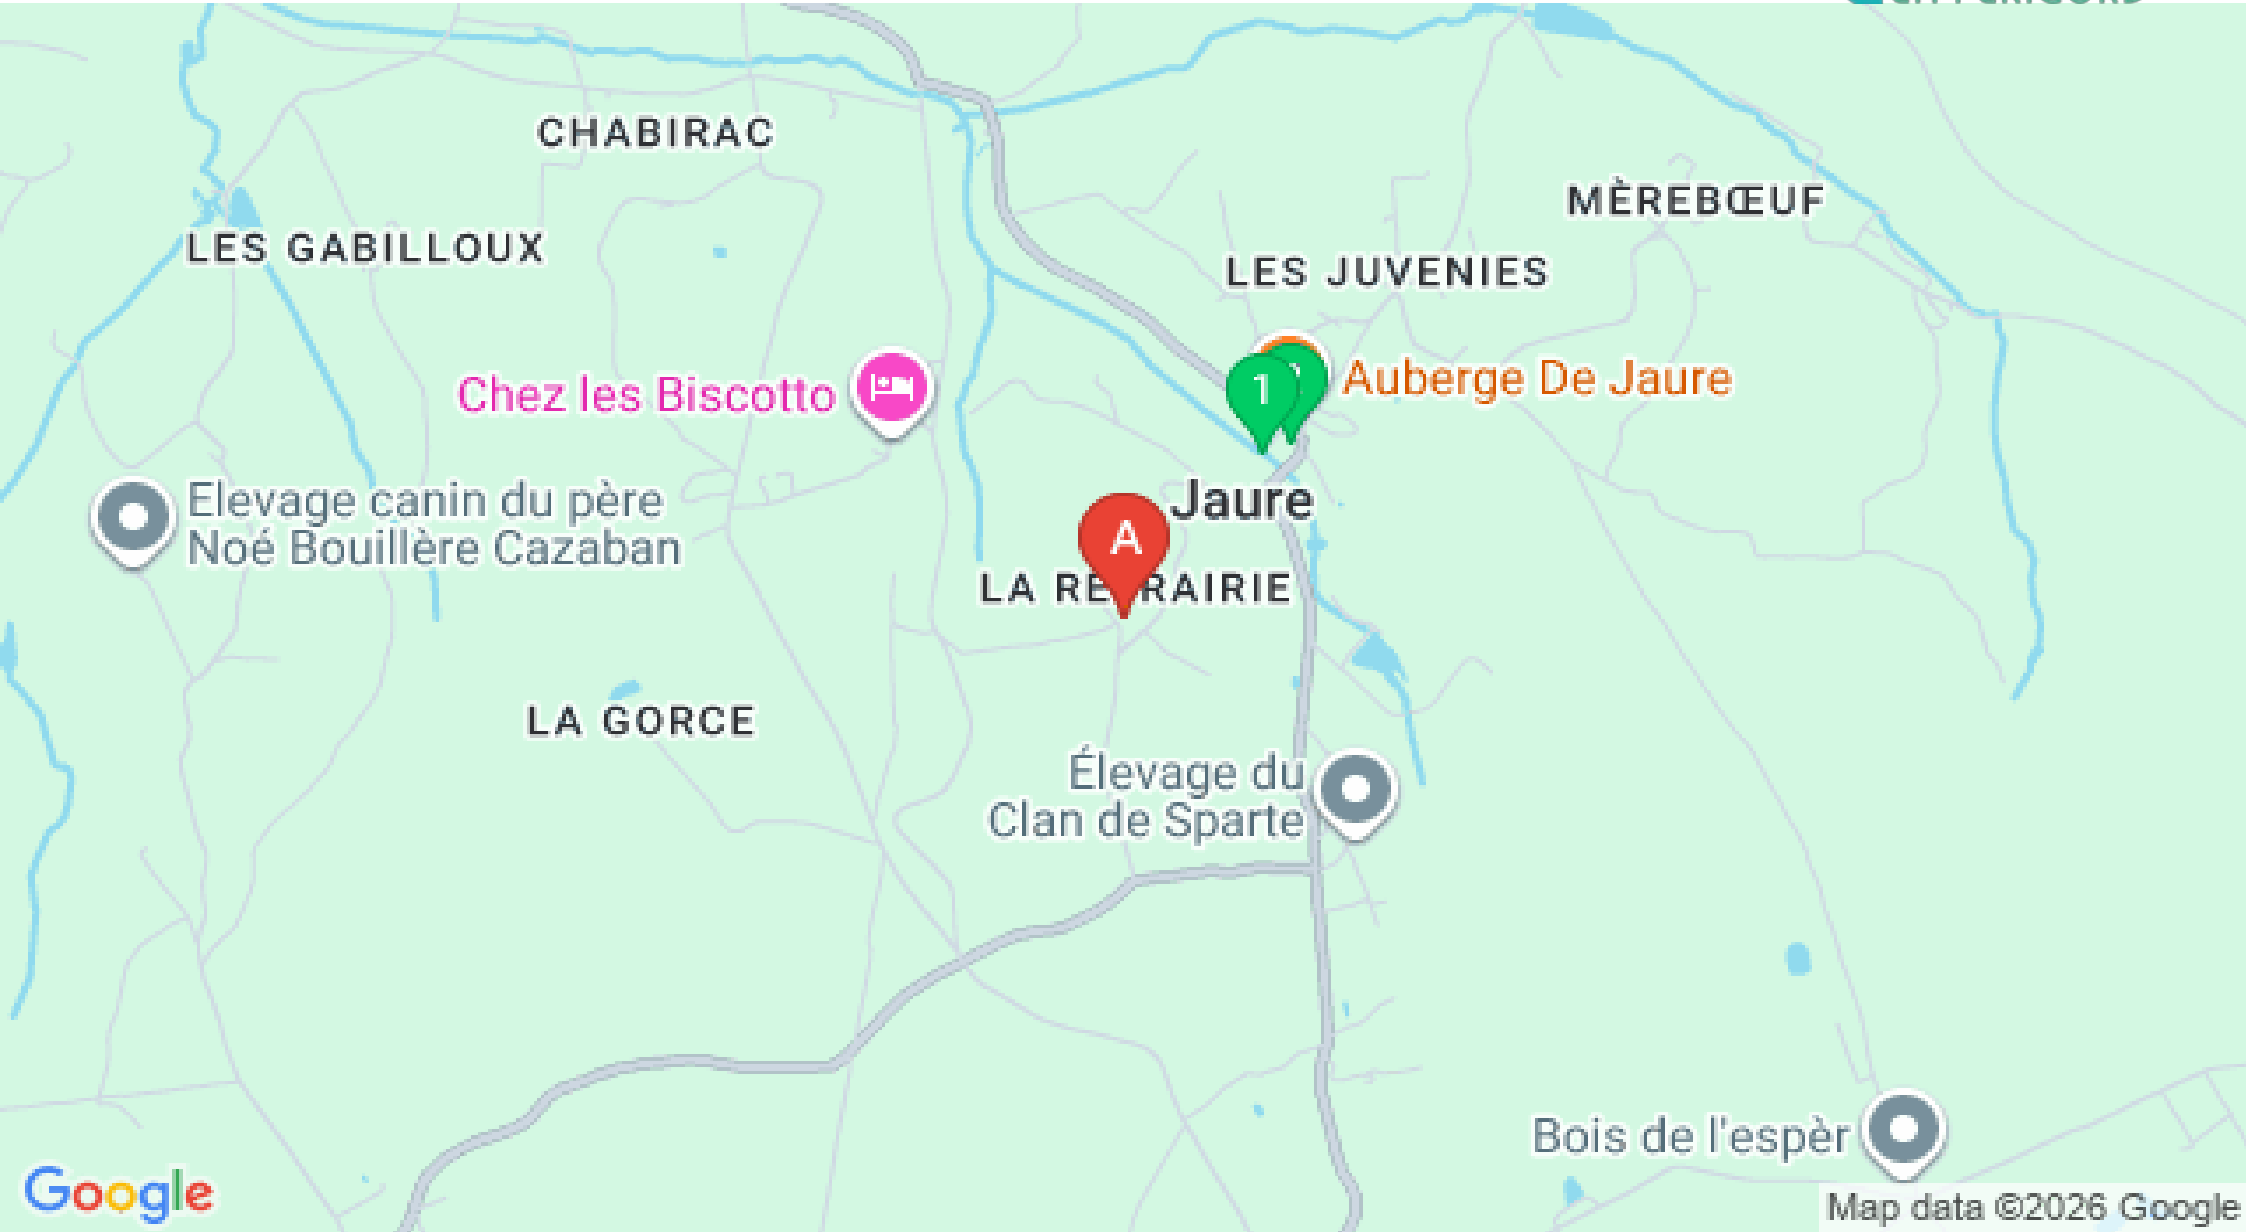 CHABIRAC
MÈREBŒUF
LES GABILLOUX
LES JUVENIES
Auberge De Jaure
1
Chez les Biscotto
Elevage canin du père
Noé Bouillère Cazaban
Jaure
A
LA GORCE
Élevage du
Clan de Sparte
Bois de l'espèr
Google
Map data ©2026 Google